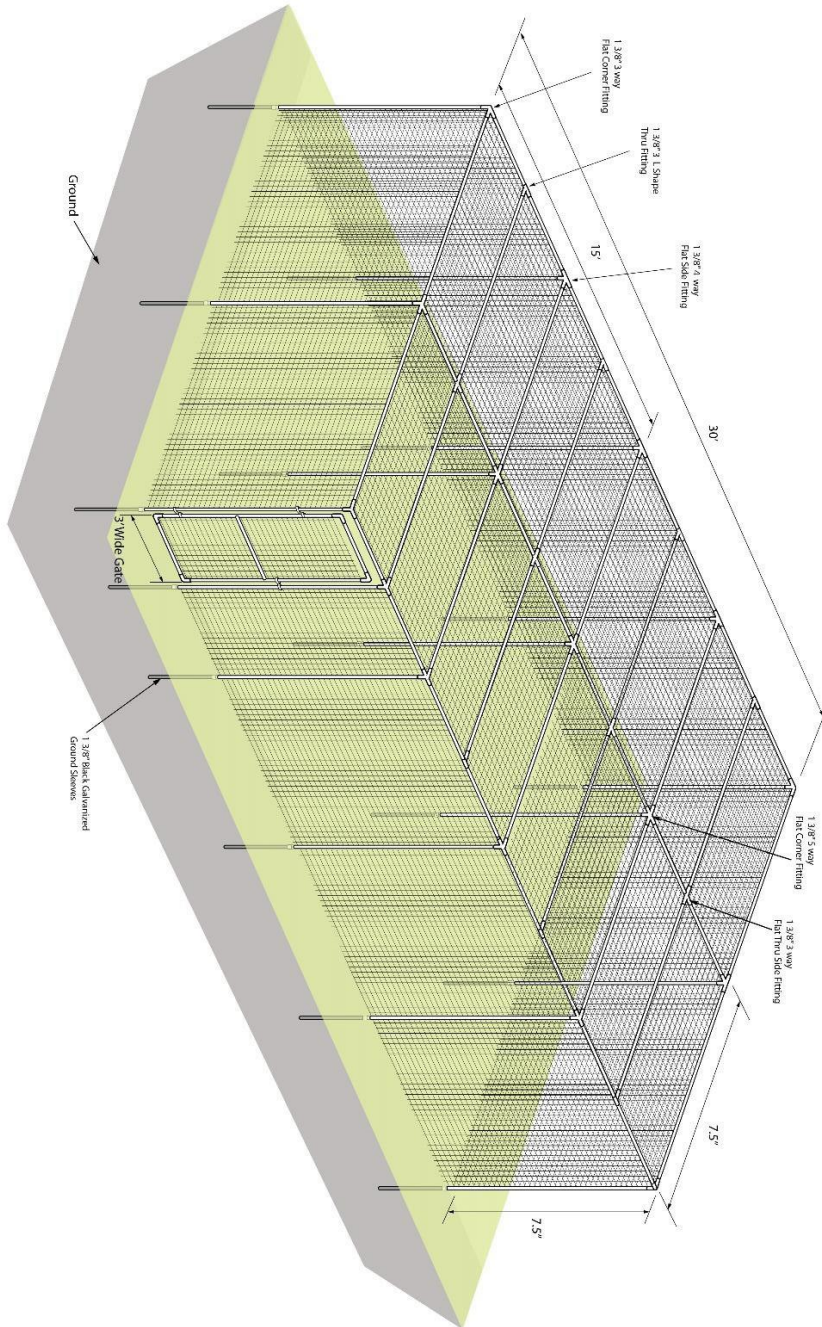 1 3/8" 3 way
Flat Corner Fitting
1 3/8" 3 L Shape
Thru Fitting
1 3/8" 4 way
Flat Side Fitting
15'
30'
Ground
3' Wide Gate
1 3/8" Black Galvanized
Ground Sleeves
1 3/8" 5 way
Flat Corner Fitting
1 3/8" 3 way
Flat Thru Side Fitting
7.5"
7.5"